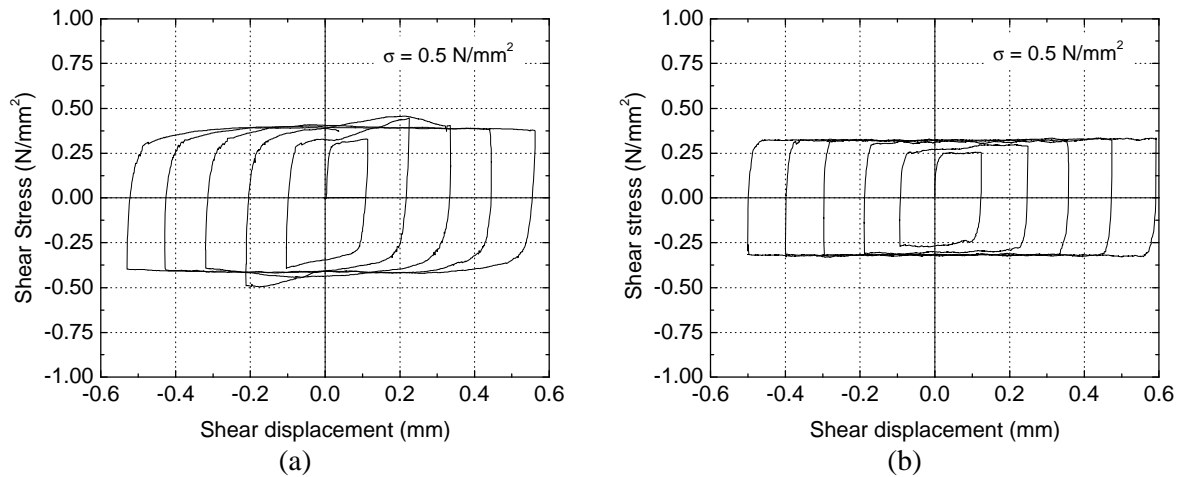 1.00
0.75
0.50
0.25
0.00
-0.25
-0.50
-0.75
-1.00
Shear Stress (N/mm²)
σ = 0.5 N/mm²
-0.6 -0.4 -0.2 0.0 0.2 0.4 0.6
Shear displacement (mm)
(a)
1.00
0.75
0.50
0.25
0.00
-0.25
-0.50
-0.75
-1.00
Shear stress (N/mm²)
σ = 0.5 N/mm²
-0.6 -0.4 -0.2 0.0 0.2 0.4 0.6
Shear displacement (mm)
(b)